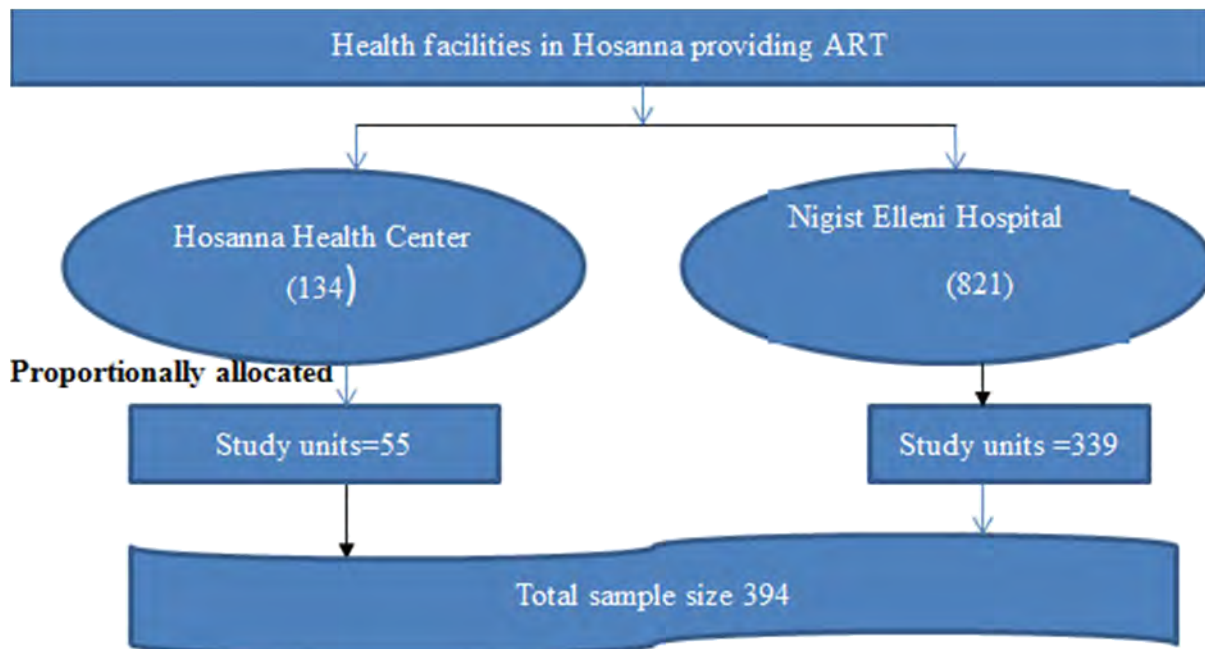 Health facilities in Hosanna providing ART
Hosanna Health Center
(134)
Nigist Elleni Hospital
(821)
Proportionally allocated
Study units=55
Study units =339
Total sample size 394